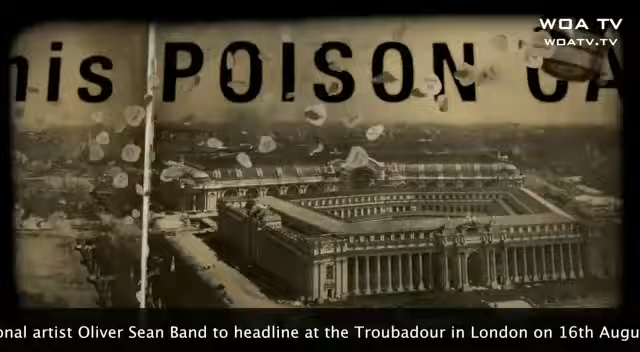 WOA TV
WOATV.TV
his POISON CA
onal artist Oliver Sean Band to headline at the Troubadour in London on 16th Augu